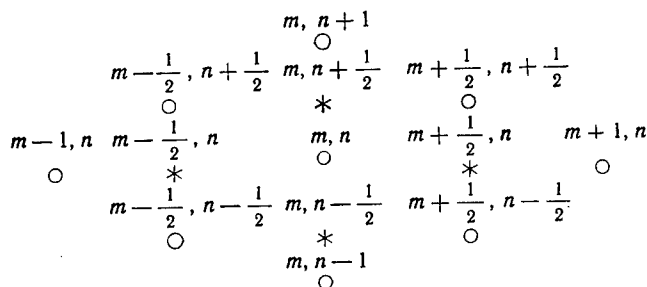 m, n + 1
○
m − 1/2 , n + 1/2 m, n + 1/2 m + 1/2 , n + 1/2
○ * ○
m − 1, n m − 1/2 , n m, n m + 1/2 , n m + 1, n
○ * ○ * ○
m − 1/2 , n − 1/2 m, n − 1/2 m + 1/2 , n − 1/2
○ * ○
m, n − 1
○